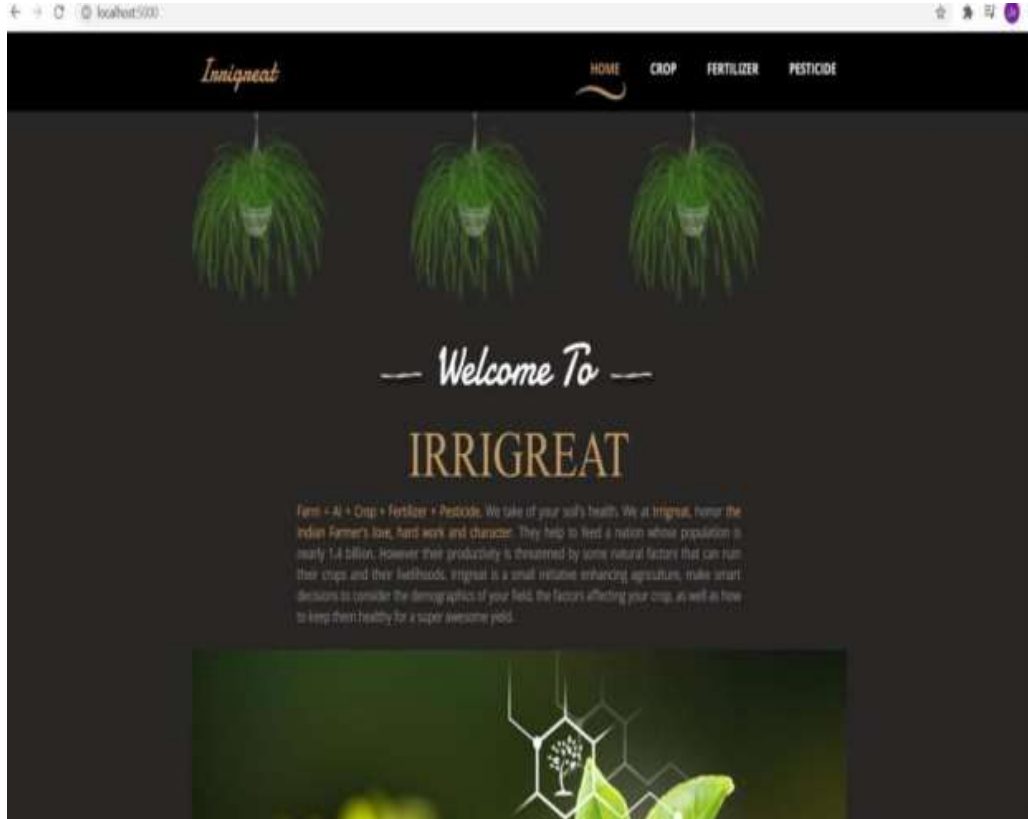 localhost:5000
Irrigreat
HOME CROP FERTILIZER PESTICIDE
Welcome To
IRRIGREAT
Farm + AI + Crop + Fertilizer + Pesticide. We take of your soil's health. We at Irrigreat, honor the
Indian Farmer's love, hard work and character. They help to feed a nation whose population is
nearly 1.4 billion. However their productivity is threatened by some natural factors that can ruin
their crops and their livelihoods. Irrigreat is a small initiative enhancing agriculture, make smart
decisions to consider the demographics of your field, the factors affecting your crop, as well as how
to keep them healthy for a super awesome yield.